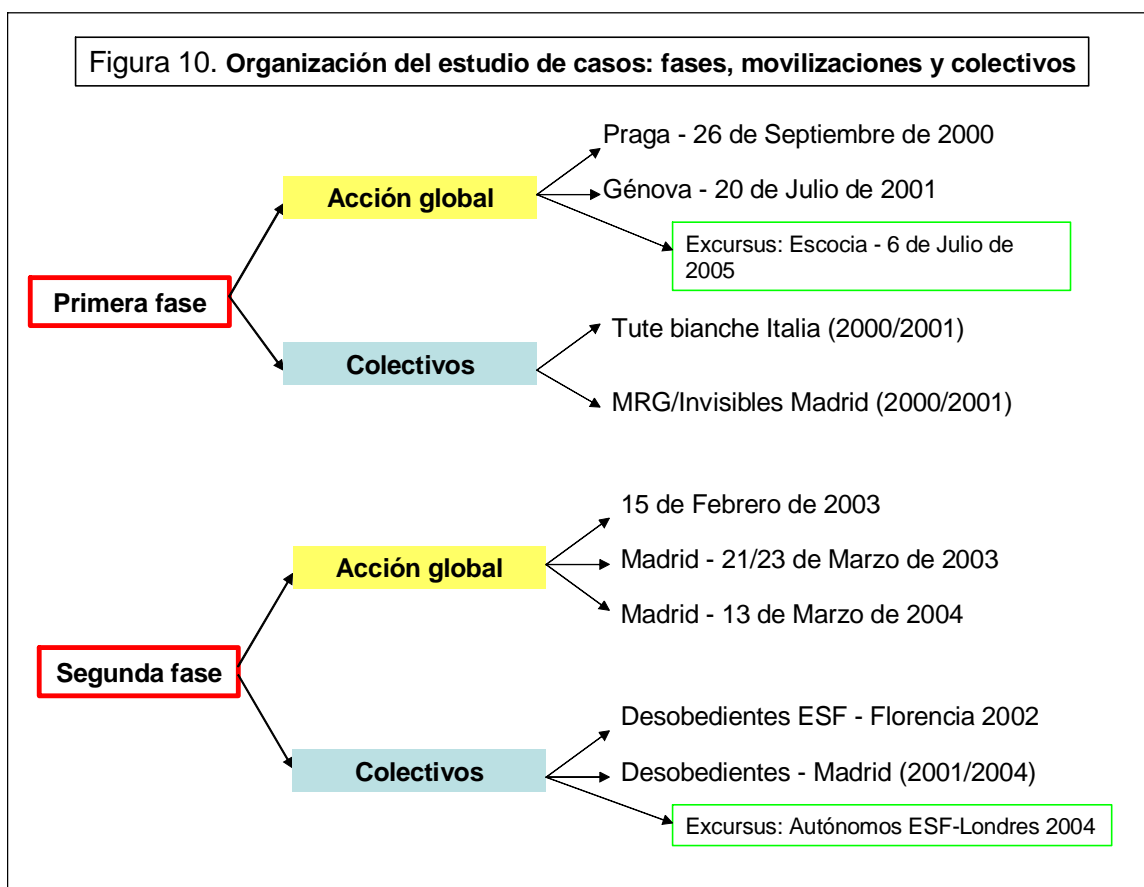 Figura 10. Organización del estudio de casos: fases, movilizaciones y colectivos
Praga - 26 de Septiembre de 2000
Acción global
Génova - 20 de Julio de 2001
Excursus: Escocia - 6 de Julio de
2005
Primera fase
Tute bianche Italia (2000/2001)
Colectivos
MRG/Invisibles Madrid (2000/2001)
15 de Febrero de 2003
Acción global
Madrid - 21/23 de Marzo de 2003
Madrid - 13 de Marzo de 2004
Segunda fase
Desobedientes ESF - Florencia 2002
Colectivos
Desobedientes - Madrid (2001/2004)
Excursus: Autónomos ESF-Londres 2004